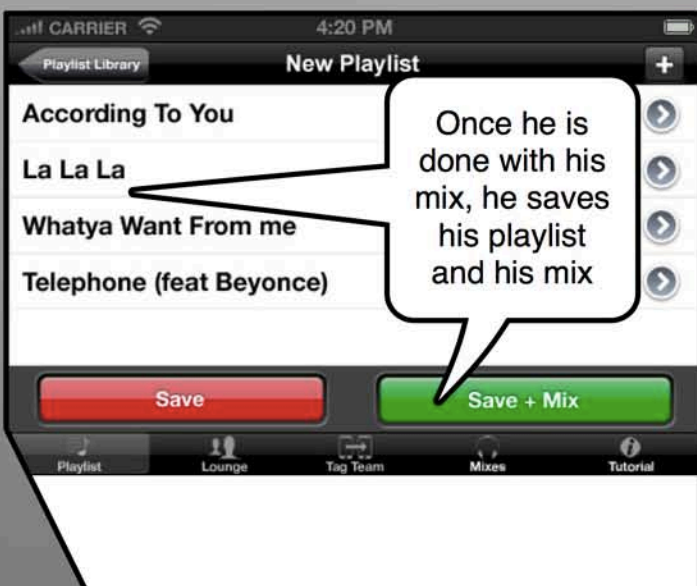 CARRIER 4:20 PM
Playlist Library New Playlist +
According To You
La La La
Whatya Want From me
Telephone (feat Beyonce)
Once he is
done with his
mix, he saves
his playlist
and his mix
Save Save + Mix
Playlist Lounge Tag Team Mixes Tutorial